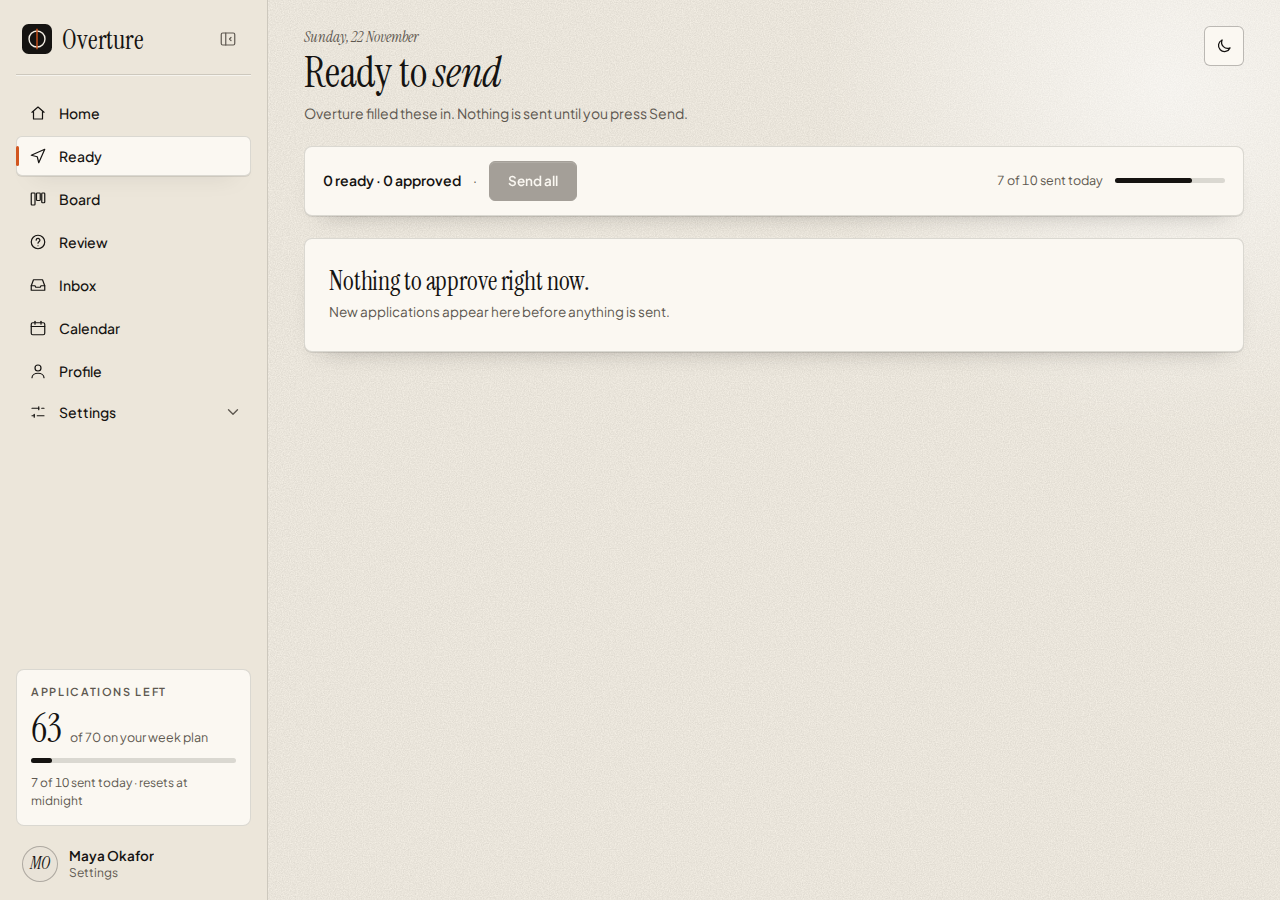 Overture
Home
Ready
Board
Review
Inbox
Calendar
Profile
Settings
APPLICATIONS LEFT
63 of 70 on your week plan
7 of 10 sent today · resets at
midnight
MO
Maya Okafor
Settings
Sunday, 22 November
Ready to send
Overture filled these in. Nothing is sent until you press Send.
0 ready · 0 approved · Send all
7 of 10 sent today
Nothing to approve right now.
New applications appear here before anything is sent.